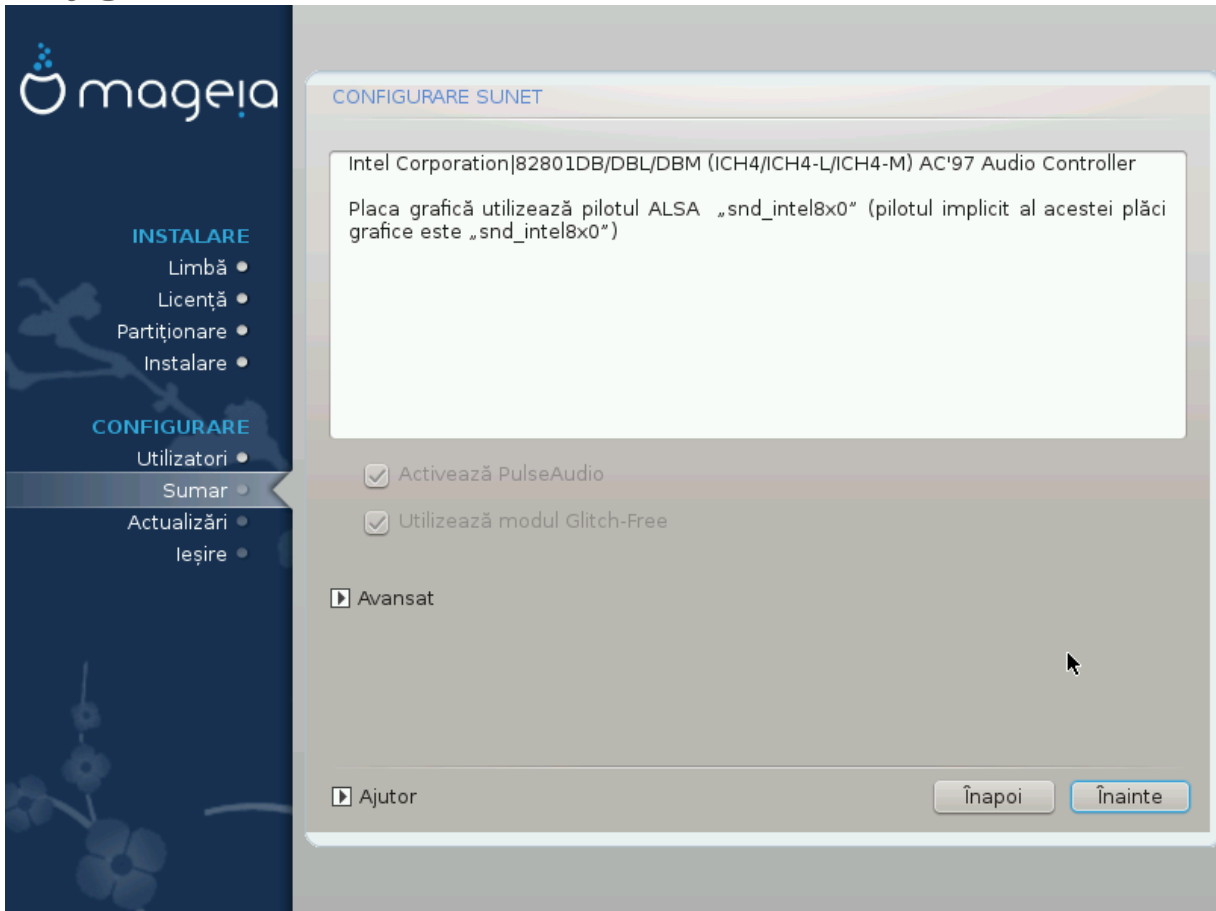 mageia
INSTALARE
Limbă
Licență
Partiționare
Instalare
CONFIGURARE
Utilizatori
Sumar
Actualizări
Ieșire
CONFIGURARE SUNET
Intel Corporation|82801DB/DBL/DBM (ICH4/ICH4-L/ICH4-M) AC'97 Audio Controller
Placa grafică utilizează pilotul ALSA „snd_intel8x0” (pilotul implicit al acestei plăci
grafice este „snd_intel8x0”)
Activează PulseAudio
Utilizează modul Glitch-Free
Avansat
Ajutor
Înapoi
Înainte